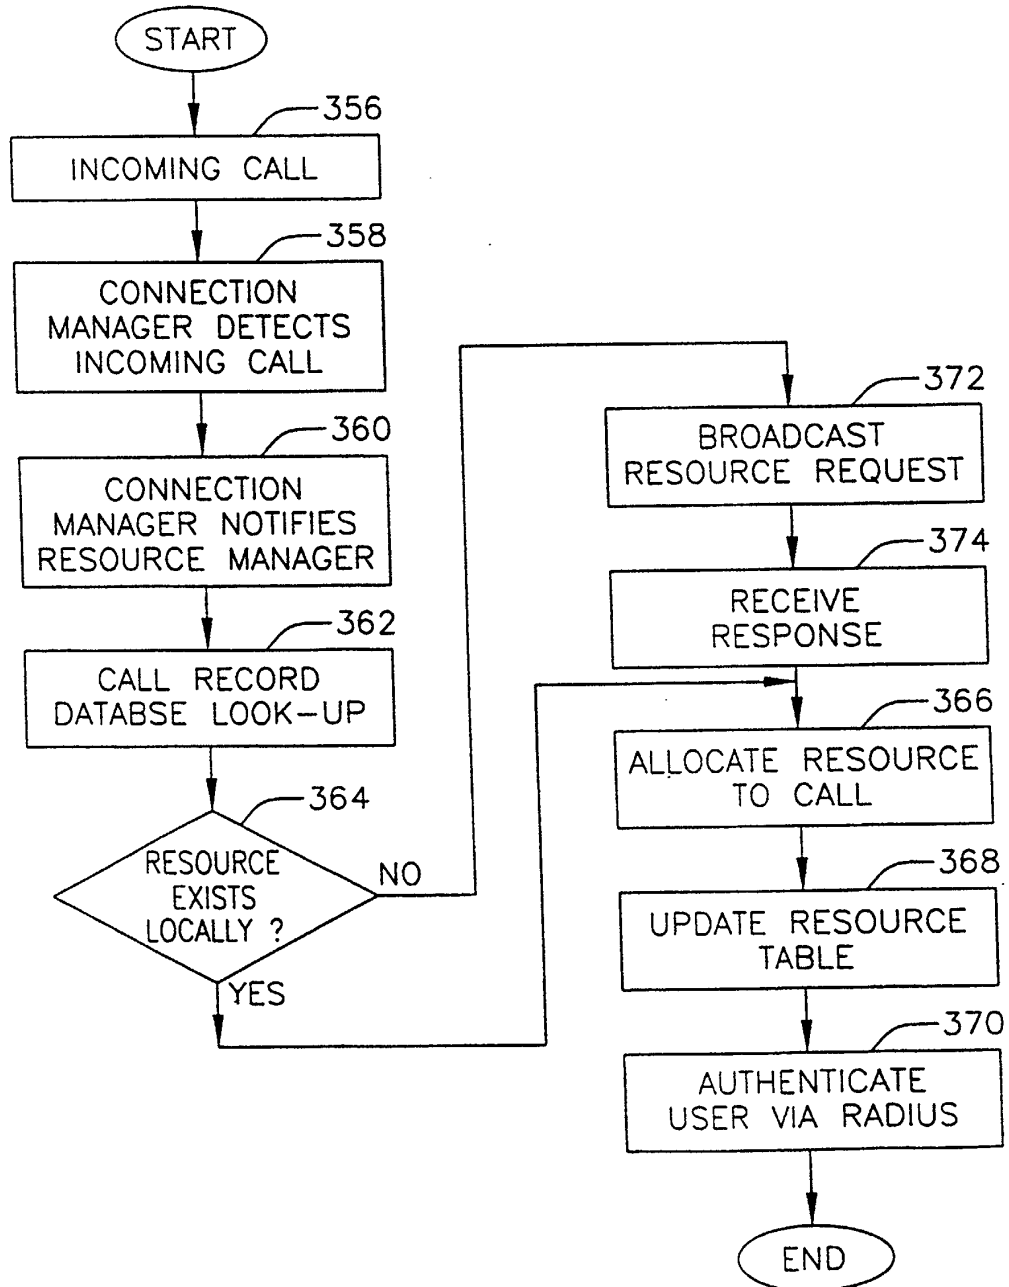 START
356
INCOMING CALL
358
CONNECTION
MANAGER DETECTS
INCOMING CALL
360
CONNECTION
MANAGER NOTIFIES
RESOURCE MANAGER
362
CALL RECORD
DATABSE LOOK-UP
364
RESOURCE
EXISTS
LOCALLY ?
NO
YES
372
BROADCAST
RESOURCE REQUEST
374
RECEIVE
RESPONSE
366
ALLOCATE RESOURCE
TO CALL
368
UPDATE RESOURCE
TABLE
370
AUTHENTICATE
USER VIA RADIUS
END